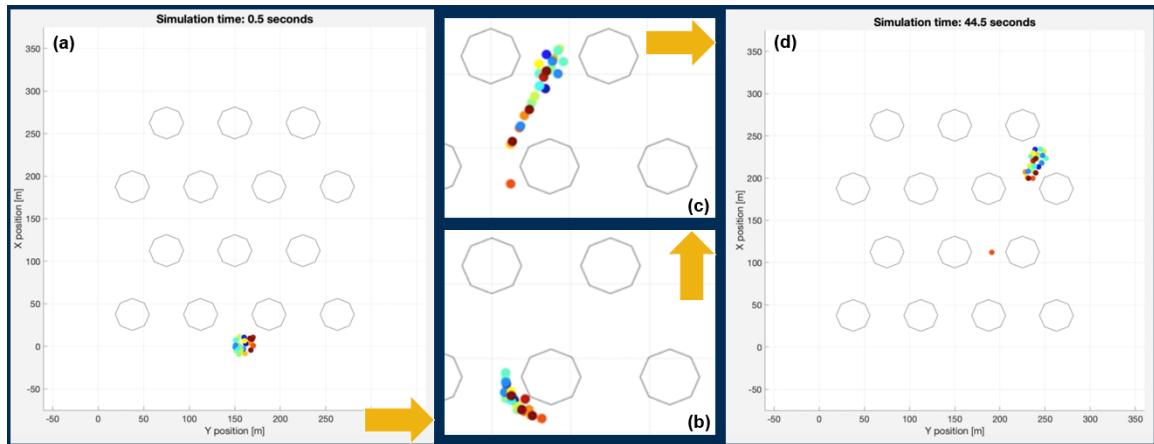 Simulation time: 0.5 seconds
(a)
350
300
250
200
150
100
50
0
-50
X position [m]
-50 0 50 100 150 200 250 300
Y position [m]
(c)
(b)
Simulation time: 44.5 seconds
(d)
350
300
250
200
150
100
50
0
-50
X position [m]
-50 0 50 100 150 200 250 300 350
Y position [m]